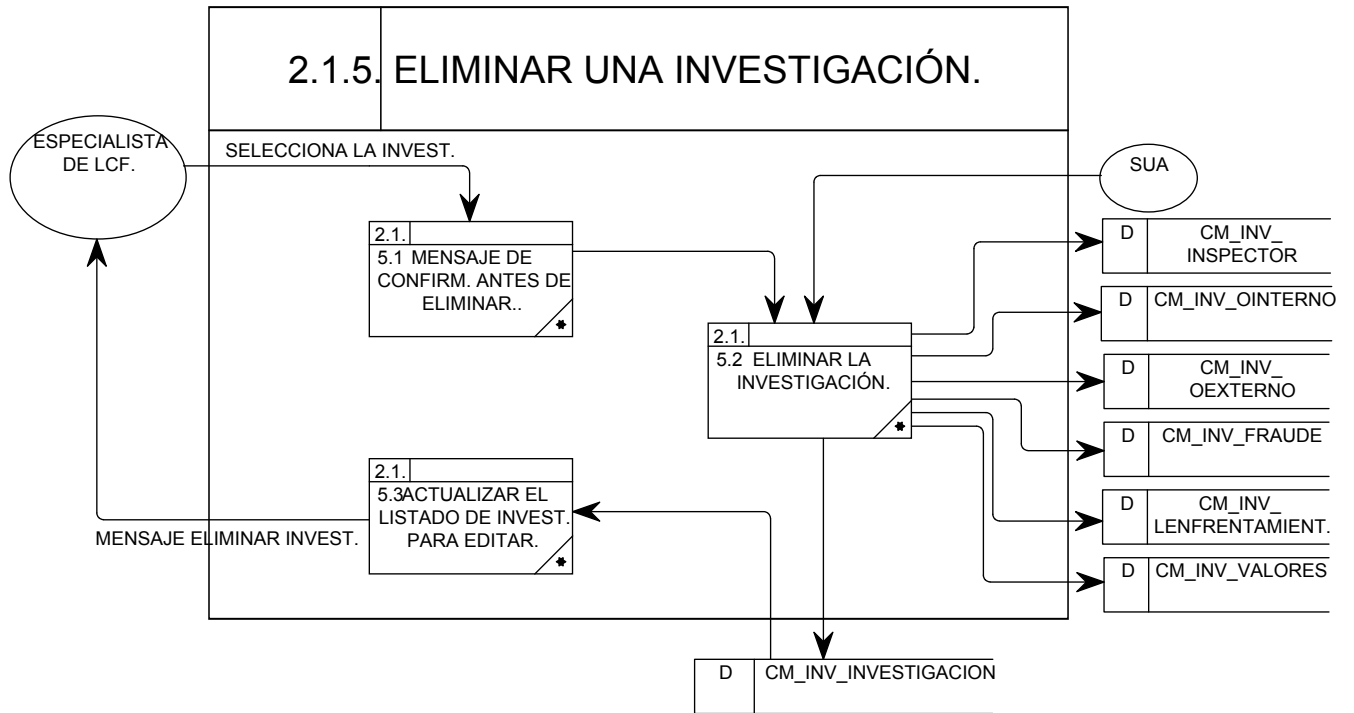 2.1.5. ELIMINAR UNA INVESTIGACIÓN.
ESPECIALISTA
DE LCF.
SELECCIONA LA INVEST.
SUA
2.1.
5.1 MENSAJE DE
CONFIRM. ANTES DE
ELIMINAR..
*
2.1.
5.2 ELIMINAR LA
INVESTIGACIÓN.
*
D CM_INV_
INSPECTOR
D CM_INV_OINTERNO
D CM_INV_
OEXTERNO
D CM_INV_FRAUDE
D CM_INV_
LENFRENTAMIENT.
D CM_INV_VALORES
2.1.
5.3ACTUALIZAR EL
LISTADO DE INVEST.
PARA EDITAR.
*
MENSAJE ELIMINAR INVEST.
D CM_INV_INVESTIGACION